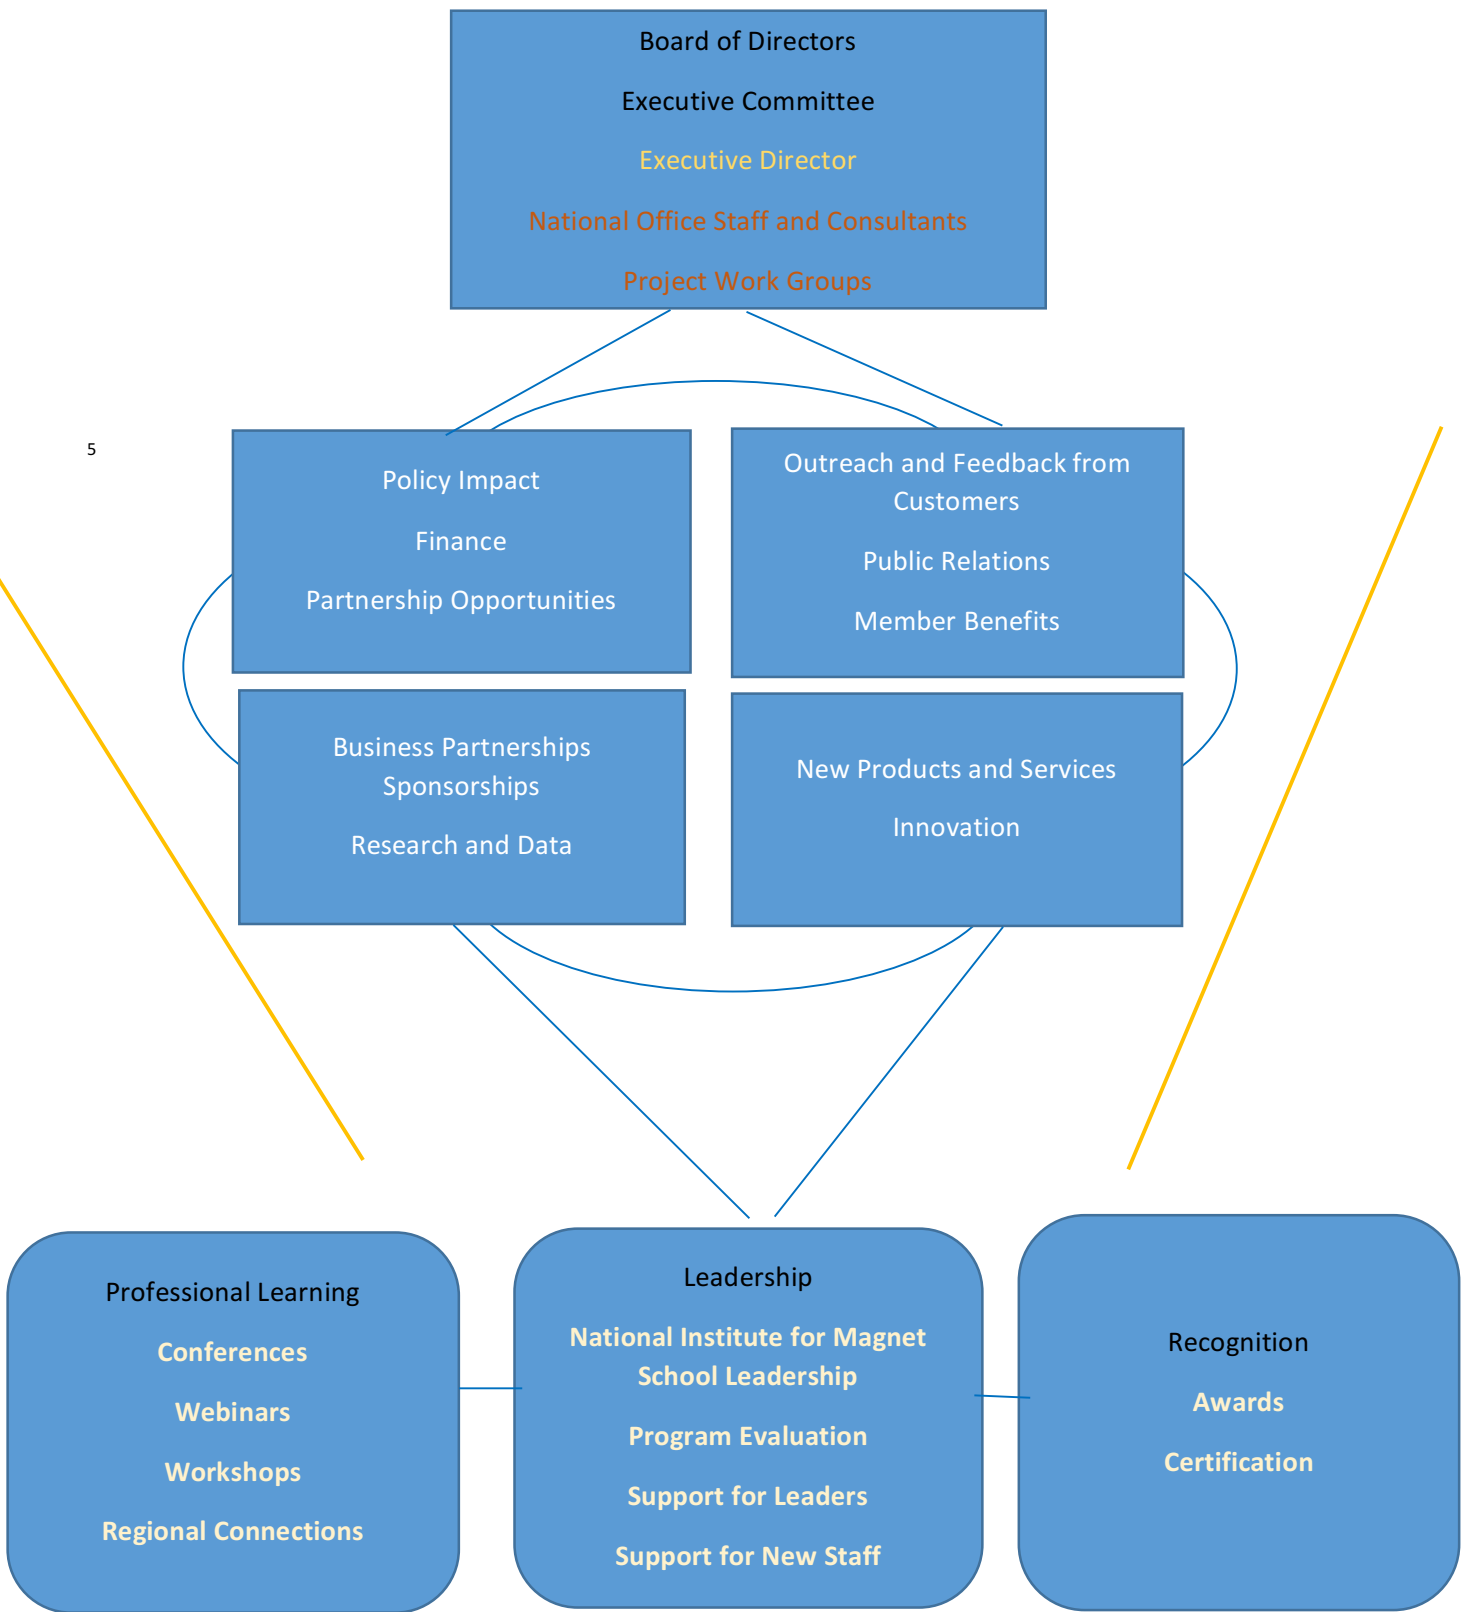 Board of Directors
Executive Committee
Executive Director
National Office Staff and Consultants
Project Work Groups
5
Policy Impact
Finance
Partnership Opportunities
Outreach and Feedback from
Customers
Public Relations
Member Benefits
Business Partnerships
Sponsorships
Research and Data
New Products and Services
Innovation
Professional Learning
Conferences
Webinars
Workshops
Regional Connections
Leadership
National Institute for Magnet
School Leadership
Program Evaluation
Support for Leaders
Support for New Staff
Recognition
Awards
Certification